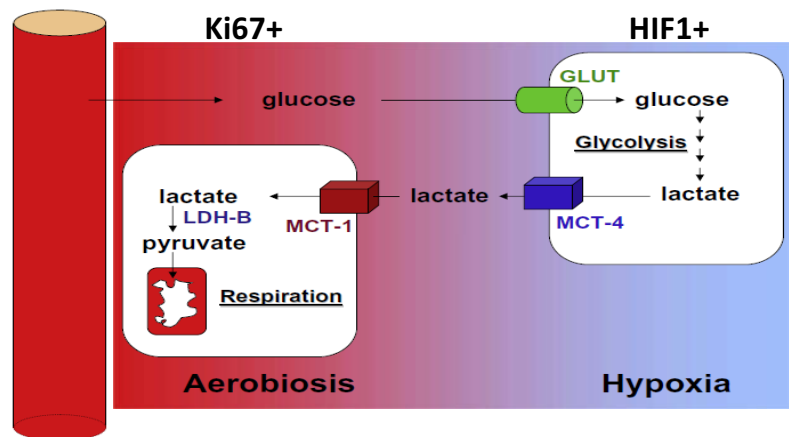 Ki67+
HIF1+
GLUT
glucose
glucose
Glycolysis
lactate
lactate
lactate
LDH-B
MCT-1
MCT-4
pyruvate
Respiration
Aerobiosis
Hypoxia